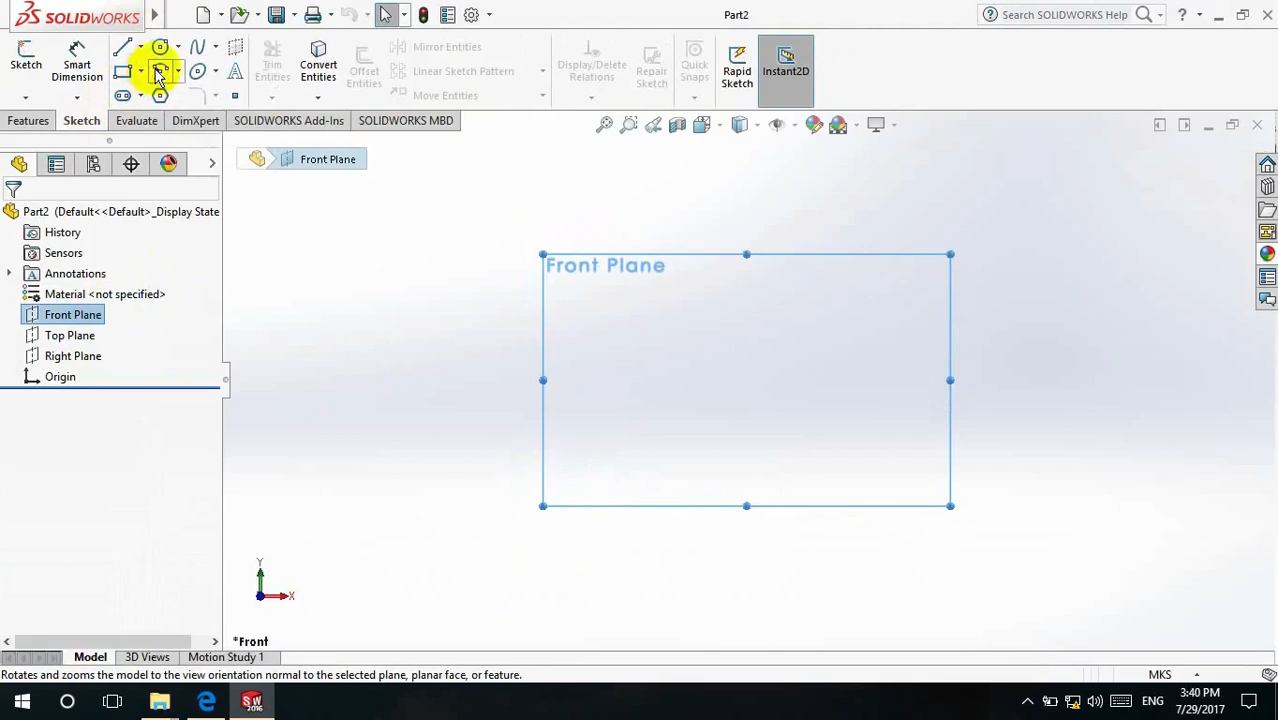 SOLIDWORKS
Part2
Search SOLIDWORKS Help
Sketch
Smart Dimension
Trim Entities
Convert Entities
Offset Entities
Mirror Entities
Linear Sketch Pattern
Move Entities
Display/Delete Relations
Repair Sketch
Quick Snaps
Rapid Sketch
Instant2D
Features
Sketch
Evaluate
DimXpert
SOLIDWORKS Add-Ins
SOLIDWORKS MBD
Front Plane
Part2 (Default<<Default>_Display State
History
Sensors
Annotations
Material <not specified>
Front Plane
Top Plane
Right Plane
Origin
Front Plane
Y
X
*Front
Model
3D Views
Motion Study 1
Rotates and zooms the model to the view orientation normal to the selected plane, planar face, or feature.
MKS
ENG
3:40 PM
7/29/2017